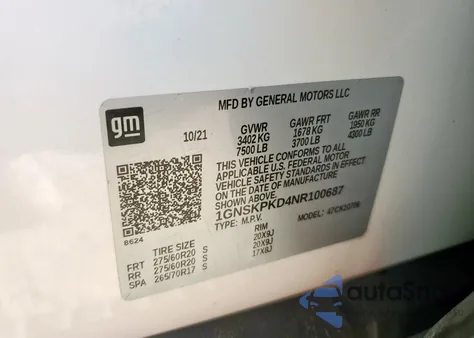 MFD BY GENERAL MOTORS LLC
gm
10/21
GVWR GAWR FRT GAWR RR
3402 KG 1678 KG 1950 KG
7500 LB 3700 LB 4300 LB
THIS VEHICLE CONFORMS TO ALL
APPLICABLE U.S. FEDERAL MOTOR
VEHICLE SAFETY STANDARDS IN
EFFECT ON THE DATE OF
MANUFACTURE SHOWN ABOVE.
1GNSKPKD4NR100687
TYPE: M.P.V. MODEL:
8624
TIRE SIZE RIM
FRT 275/60R20 S 20X9J
RR 275/60R20 S 20X9J
SPA 265/70R17 S 17X8J